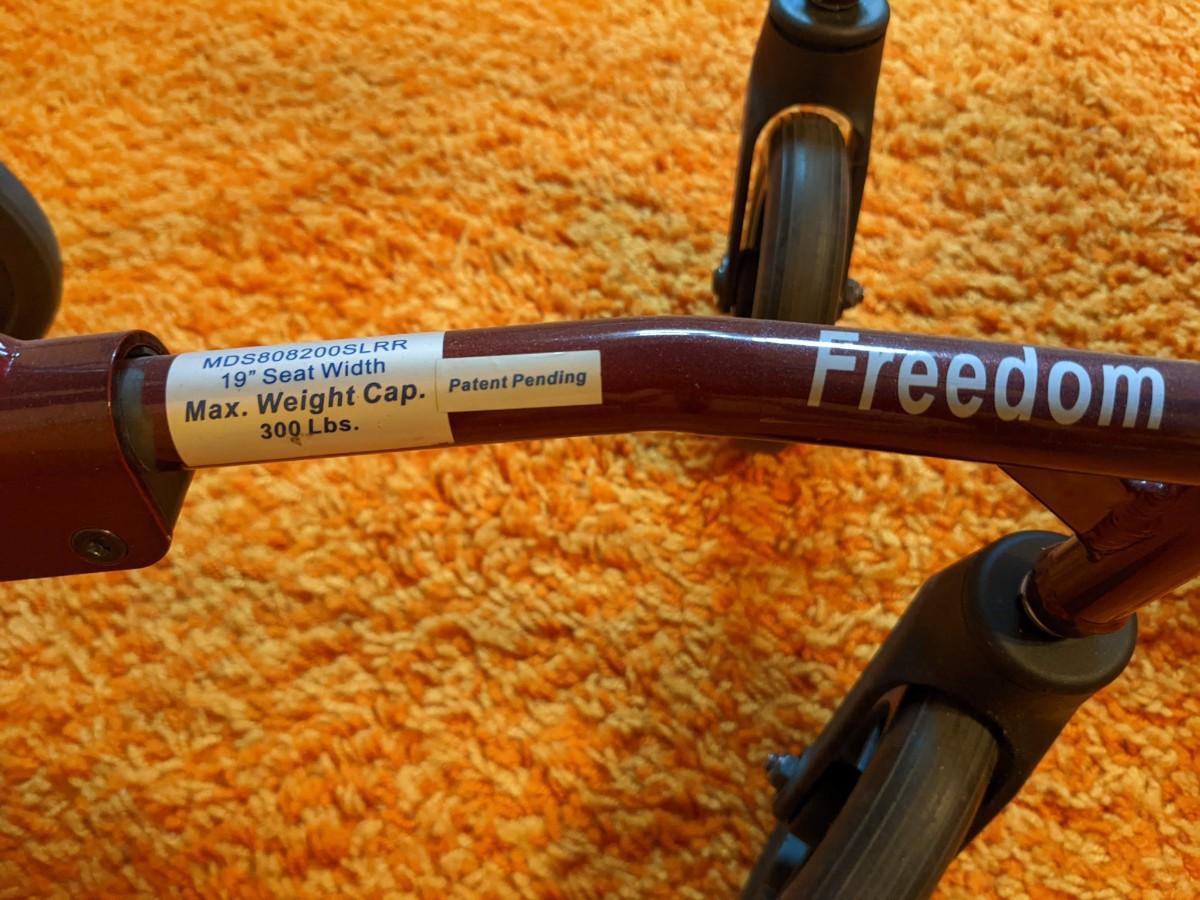 MDS808200SLRR
19" Seat Width
Max. Weight Cap.
300 Lbs.
Patent Pending
Freedom